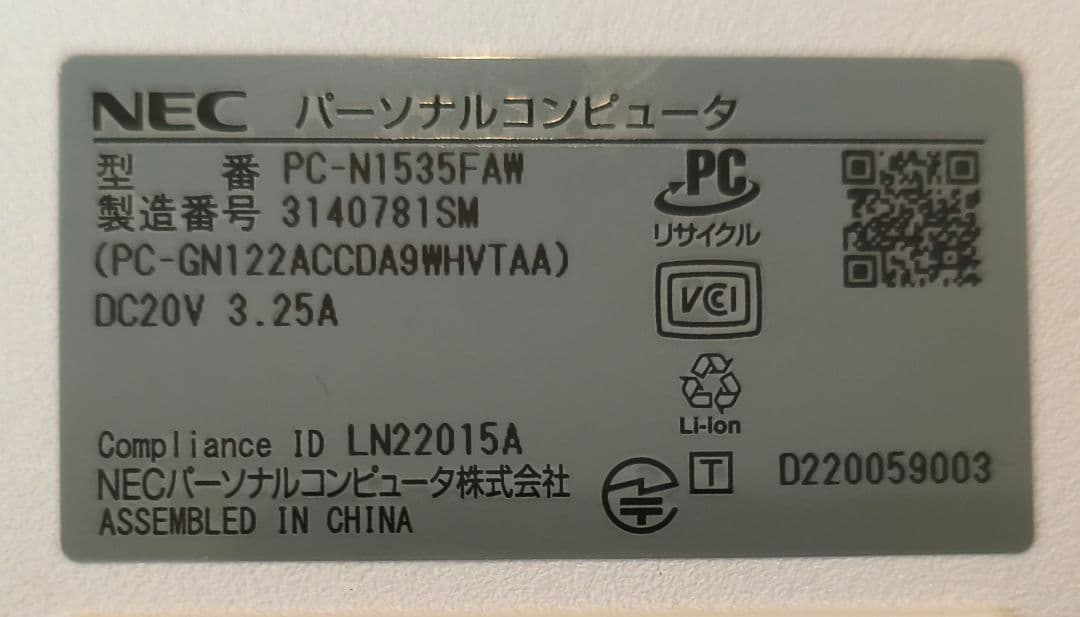 NEC パーソナルコンピュータ
型 番 PC-N1535FAW
製造番号 3140781SM
(PC-GN122ACCDA9WHVTAA)
DC20V 3.25A
PC
リサイクル
VCCI
Li-ion
Compliance ID LN22015A
NECパーソナルコンピュータ株式会社
ASSEMBLED IN CHINA
T
D220059003